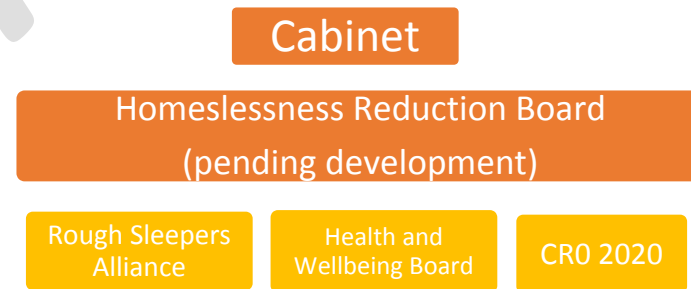 Cabinet
Homeslessness Reduction Board
(pending development)
Rough Sleepers
Alliance
Health and
Wellbeing Board
CR0 2020